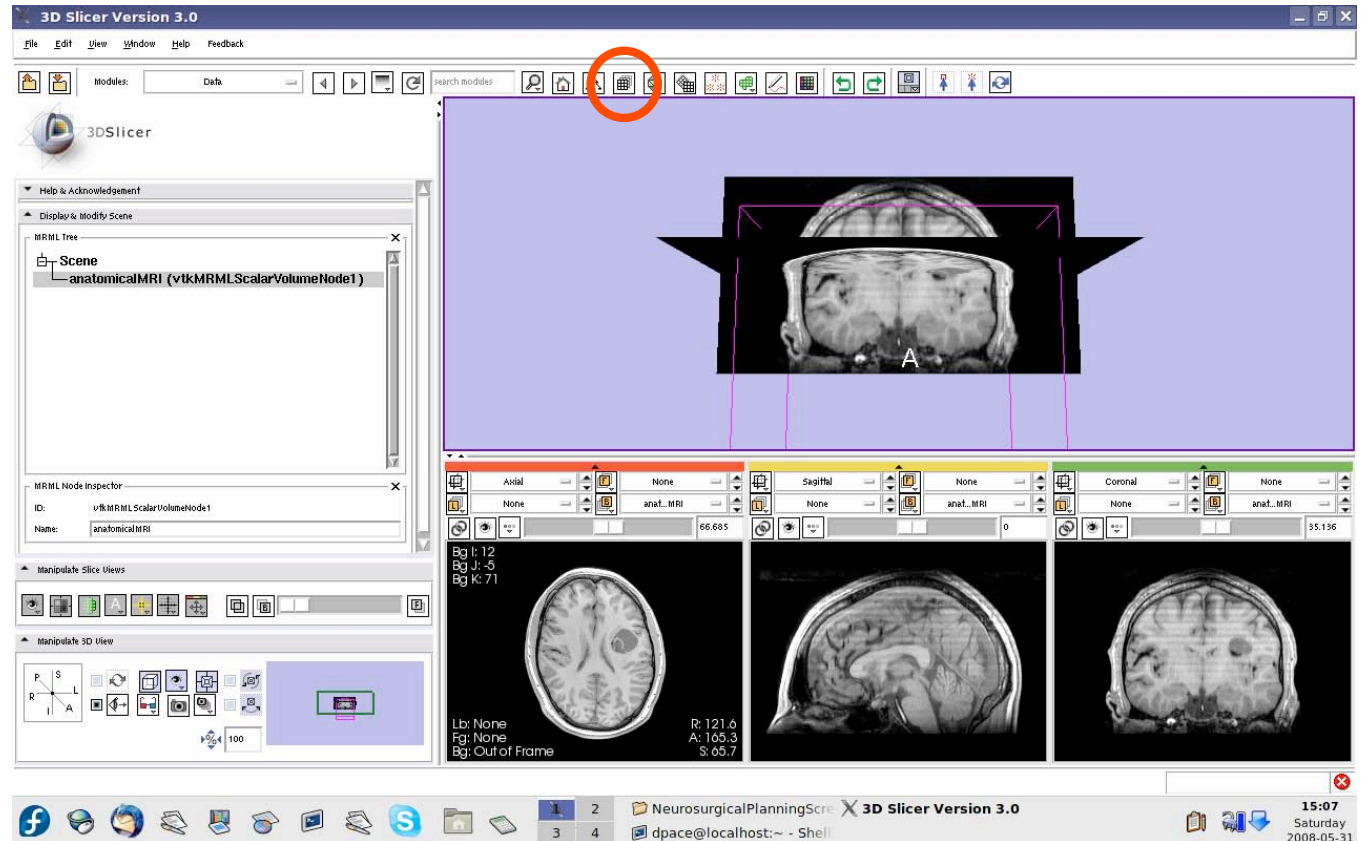 3D Slicer Version 3.0
File Edit View Window Help Feedback
Modules: Data search modules
3DSlicer
Help & Acknowledgement
Display & Modify Scene
MRML Tree
Scene
anatomicalMRI (vtkMRMLScalarVolumeNode1)
MRML Node Inspector
ID: vtkMRMLScalarVolumeNode1
Name: anatomicalMRI
Manipulate Slice Views
A
B
F
Manipulate 3D View
P S
R L
I A
100
A
Axial F None
L None B anat...MRI
66.685
Bg I: 12
Bg J: -5
Bg K: 71
Lb: None
Fg: None
Bg: Out of Frame
R: 121.6
A: 165.3
S: 65.7
Sagittal F None
L None B anat...MRI
0
Coronal F None
L None B anat...MRI
35.136
1 2
3 4
NeurosurgicalPlanningScre
dpace@localhost:~ - Shell
3D Slicer Version 3.0
15:07
Saturday
2008-05-31